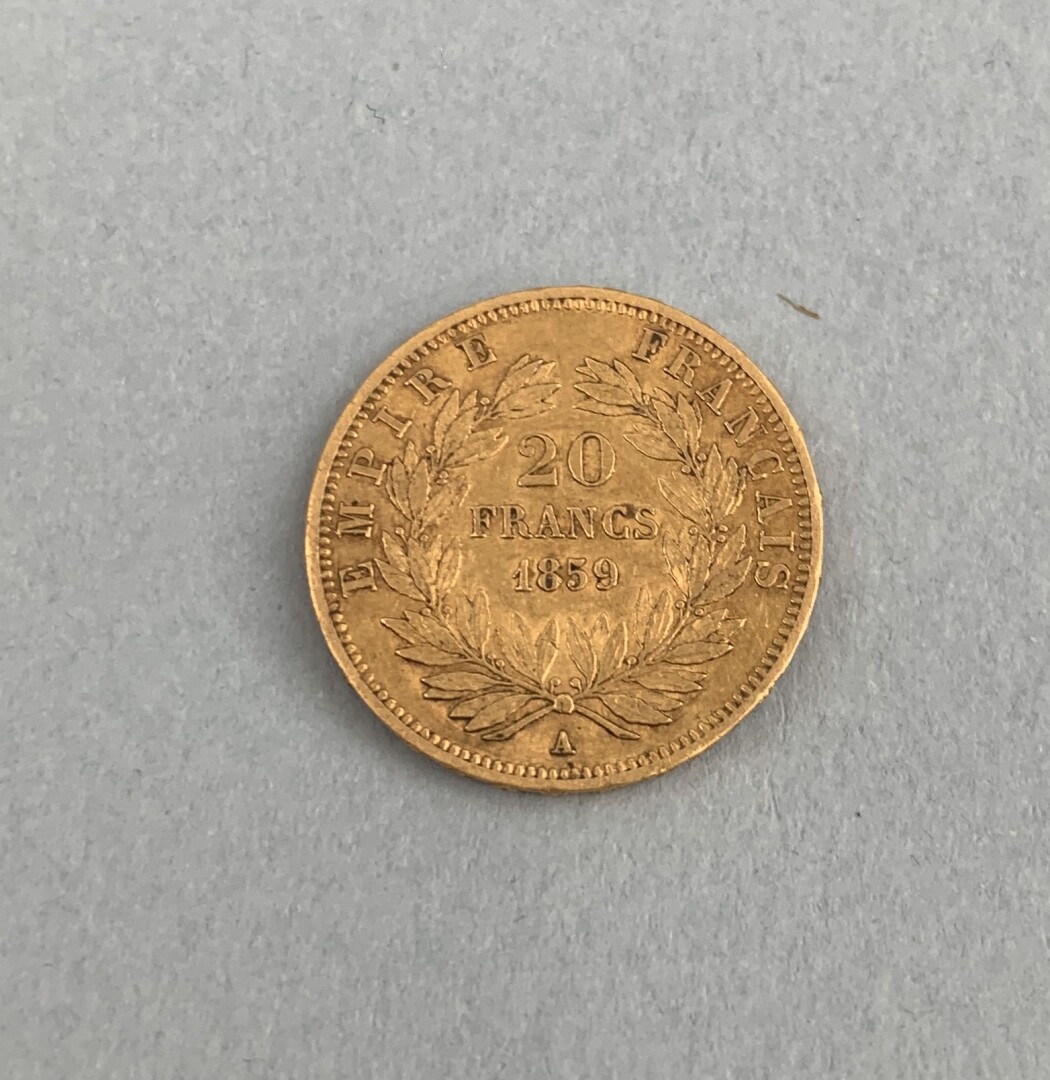 EMPIRE FRANÇAIS
20
FRANCS
1859
A